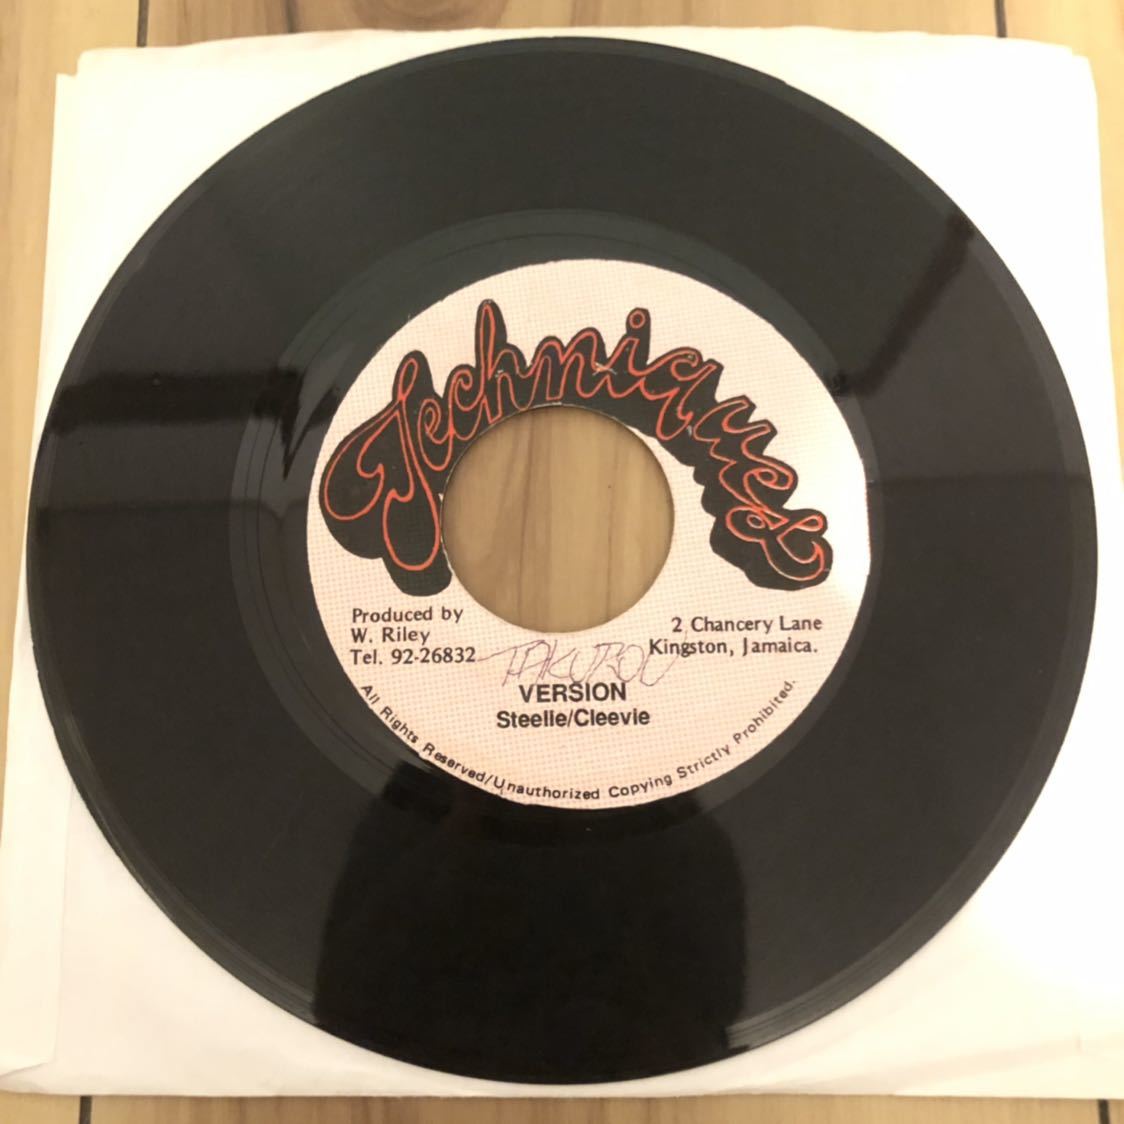 Techniques
Produced by
W. Riley
Tel. 92-26832
2 Chancery Lane
Kingston, Jamaica.
TAKUROU
VERSION
Steelie/Cleevie
All Rights Reserved/Unauthorized Copying Strictly Prohibited.